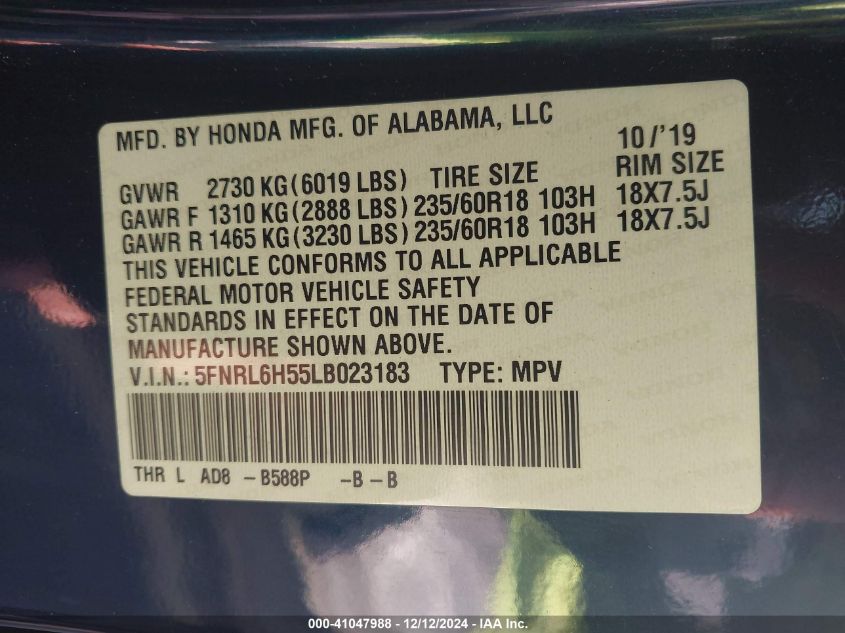 MFD. BY HONDA MFG. OF ALABAMA, LLC 10/'19
GVWR 2730 KG(6019 LBS) TIRE SIZE RIM SIZE
GAWR F 1310 KG(2888 LBS) 235/60R18 103H 18X7.5J
GAWR R 1465 KG(3230 LBS) 235/60R18 103H 18X7.5J
THIS VEHICLE CONFORMS TO ALL APPLICABLE
FEDERAL MOTOR VEHICLE SAFETY
STANDARDS IN EFFECT ON THE DATE OF
MANUFACTURE SHOWN ABOVE.
V.I.N.: 5FNRL6H55LB023183 TYPE: MPV
THR L AD8 - B588P -B - B
000-41047988 - 12/12/2024 - IAA Inc.